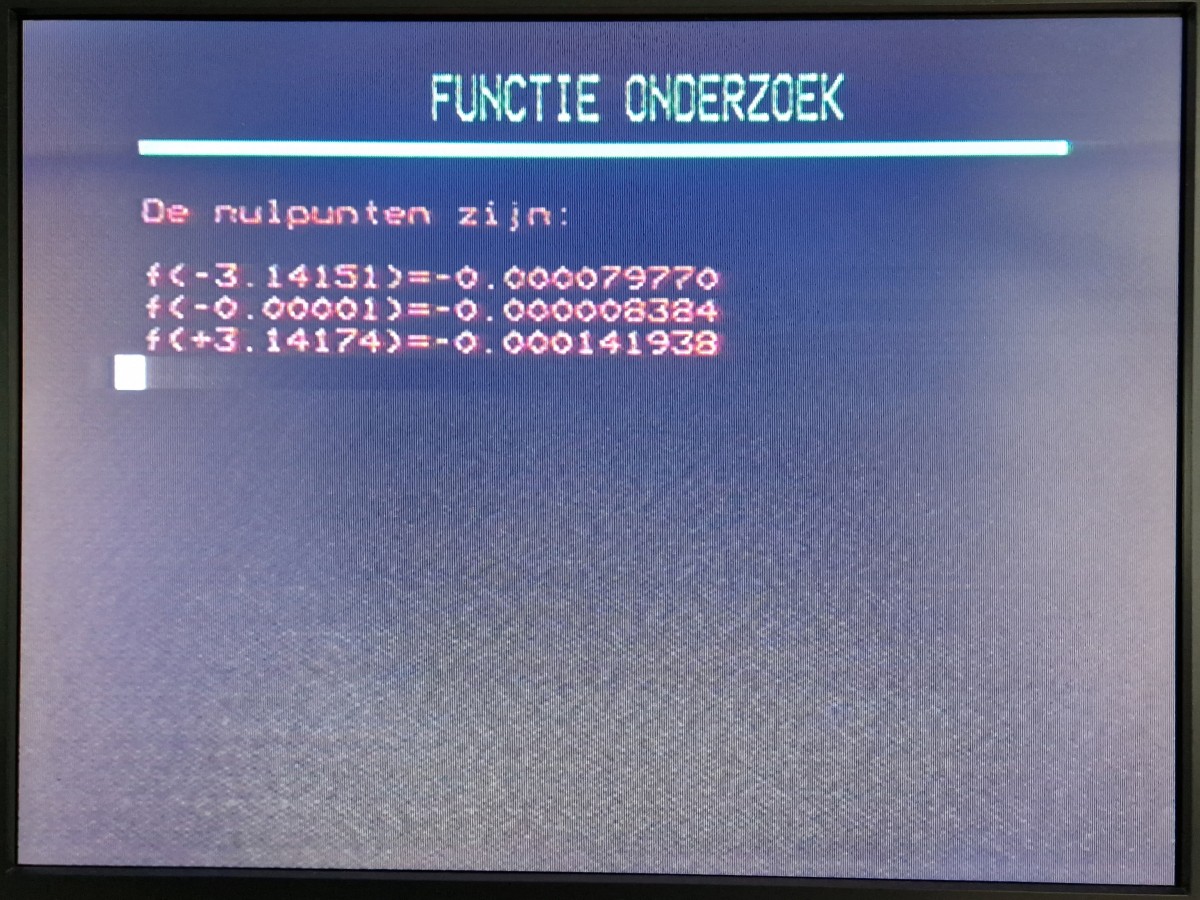 FUNCTIE ONDERZOEK
De nulpunten zijn:
f(-3.14151)=-0.000079770
f(-0.00001)=-0.000008384
f(+3.14174)=-0.000141938